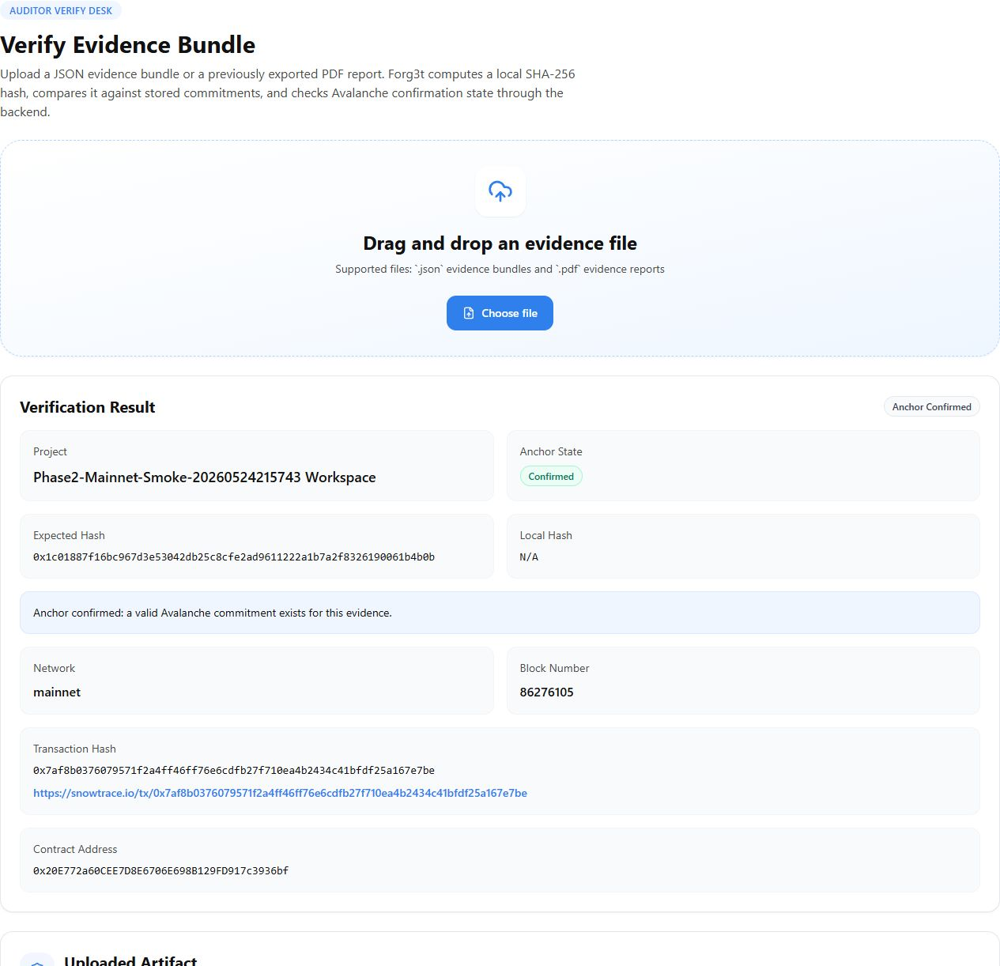 AUDITOR VERIFY DESK
Verify Evidence Bundle
Upload a JSON evidence bundle or a previously exported PDF report. Forg3t computes a local SHA-256
hash, compares it against stored commitments, and checks Avalanche confirmation state through the
backend.
Drag and drop an evidence file
Supported files: `.json` evidence bundles and `.pdf` evidence reports
Choose file
Verification Result
Anchor Confirmed
Project
Phase2-Mainnet-Smoke-20260524215743 Workspace
Anchor State
Confirmed
Expected Hash
0x1c01887f16bc967d3e53042db25c8cfe2ad9611222a1b7a2f8326190061b4b0b
Local Hash
N/A
Anchor confirmed: a valid Avalanche commitment exists for this evidence.
Network
mainnet
Block Number
86276105
Transaction Hash
0x7af8b0376079571f2a4ff46ff76e6cdfb27f710ea4b2434c41bfdf25a167e7be
https://snowtrace.io/tx/0x7af8b0376079571f2a4ff46ff76e6cdfb27f710ea4b2434c41bfdf25a167e7be
Contract Address
0x20E772a60CEE7D8E6706E698B129FD917c3936bf
Uploaded Artifact